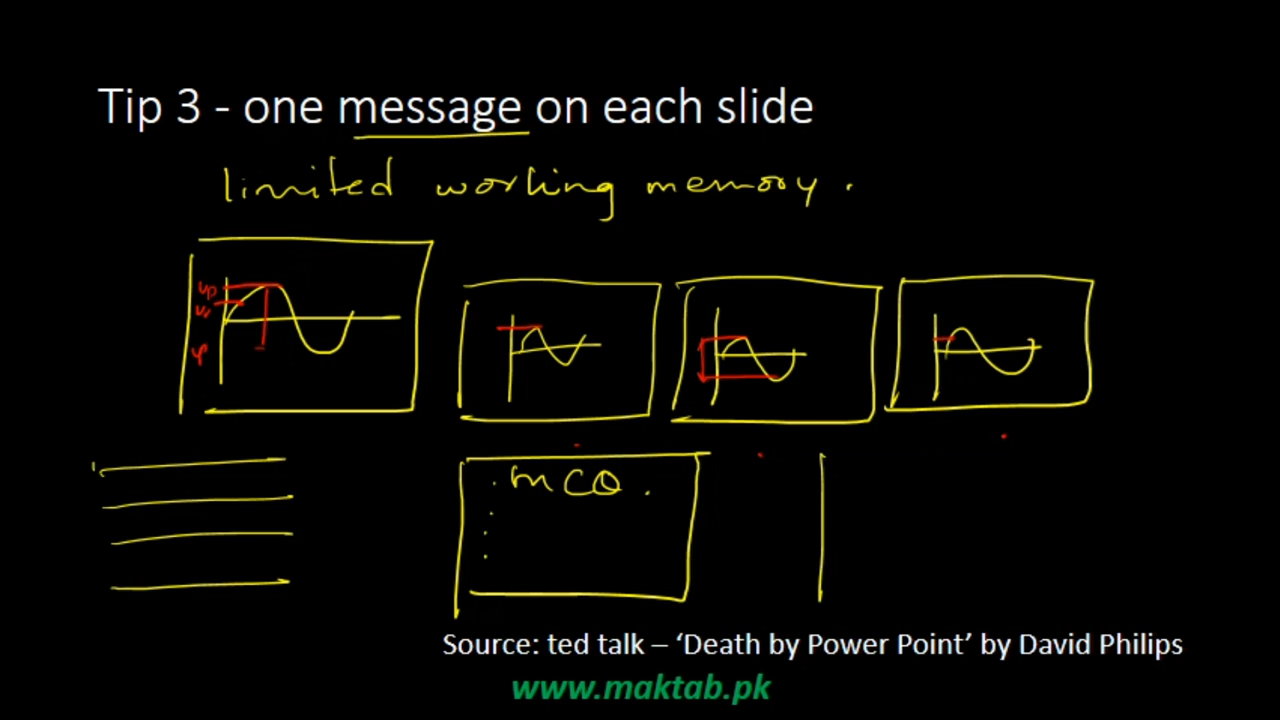 Tip 3 - one message on each slide
limited working memory.
MCQ.
Source: ted talk – ‘Death by Power Point’ by David Philips
www.maktab.pk